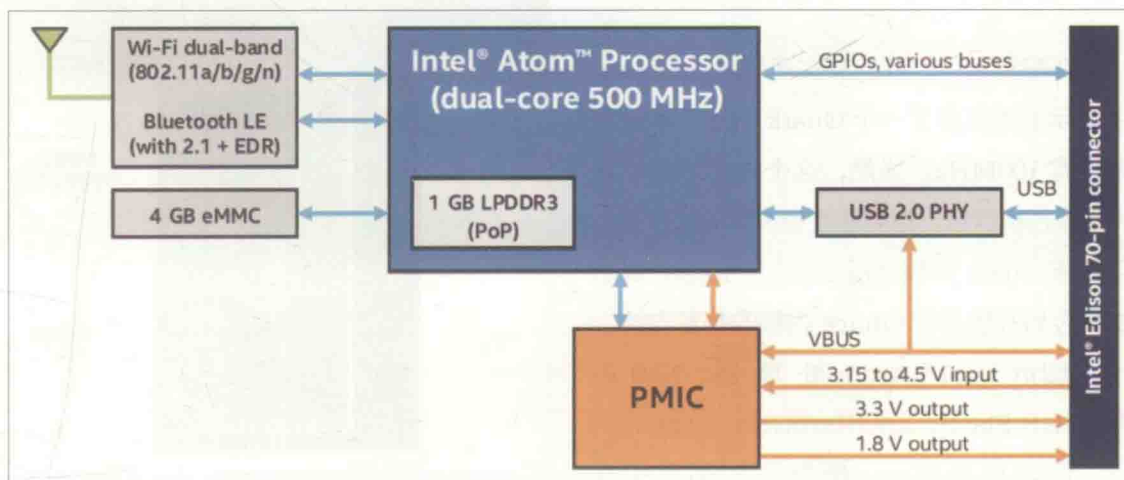 Wi-Fi dual-band
(802.11a/b/g/n)
Bluetooth LE
(with 2.1 + EDR)
4 GB eMMC
Intel® Atom™ Processor
(dual-core 500 MHz)
1 GB LPDDR3
(PoP)
GPIOs, various buses
USB 2.0 PHY
USB
PMIC
VBUS
3.15 to 4.5 V input
3.3 V output
1.8 V output
Intel® Edison 70-pin connector